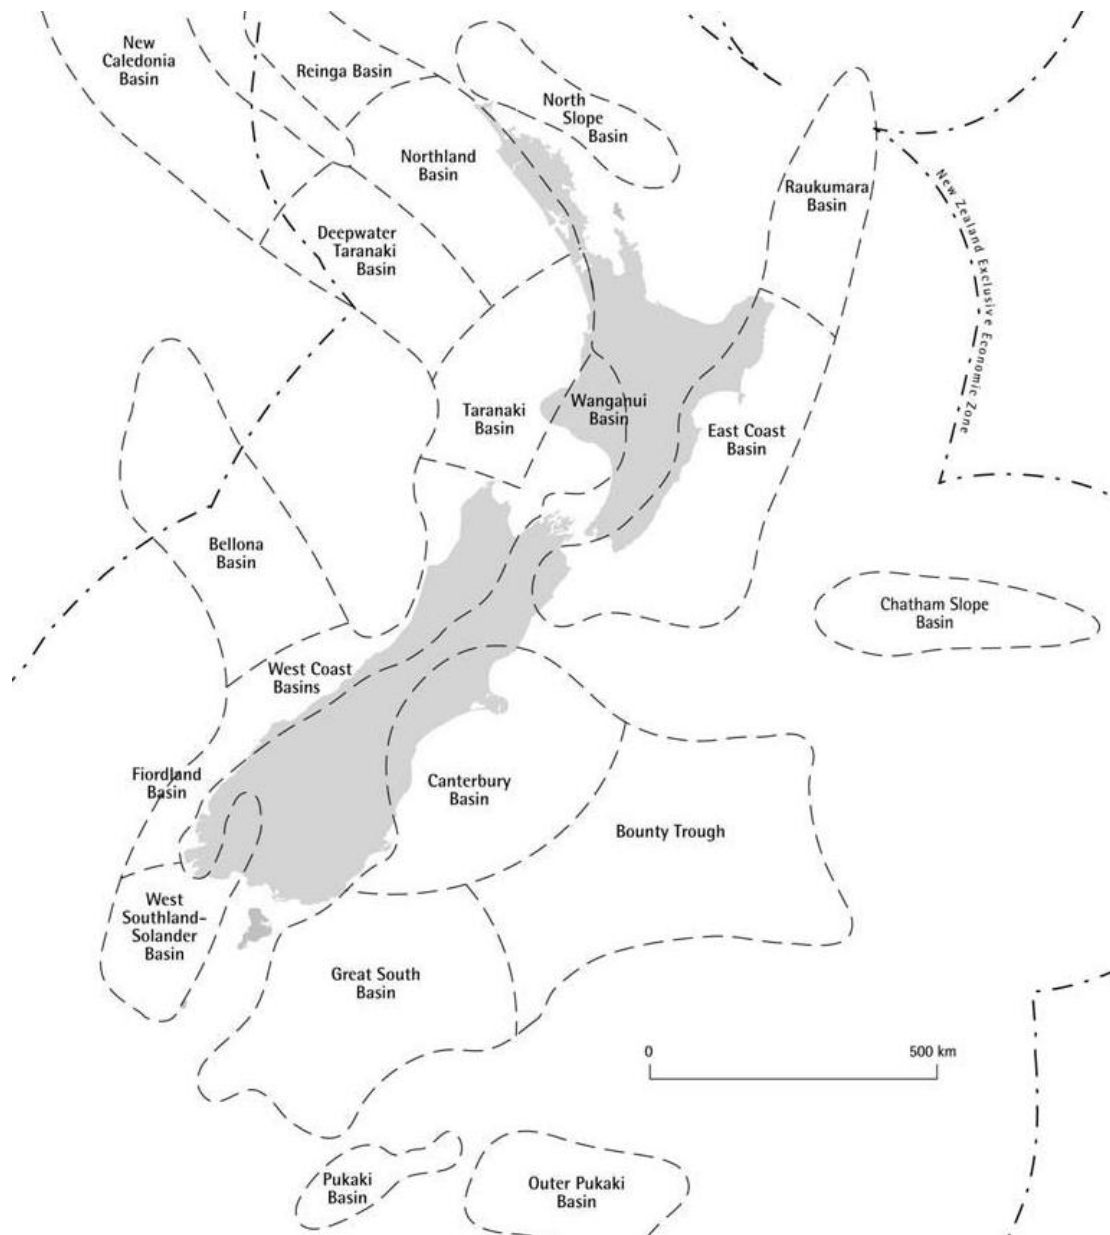 New
Caledonia
Basin
Reinga Basin
North
Slope
Basin
Northland
Basin
Raukumara
Basin
New Zealand Exclusive Economic Zone
Deepwater
Taranaki
Basin
Taranaki
Basin
Wanganui
Basin
East Coast
Basin
Bellona
Basin
Chatham Slope
Basin
West Coast
Basins
Fiordland
Basin
Canterbury
Basin
Bounty Trough
West
Southland-
Solander
Basin
Great South
Basin
0 500 km
Pukaki
Basin
Outer Pukaki
Basin